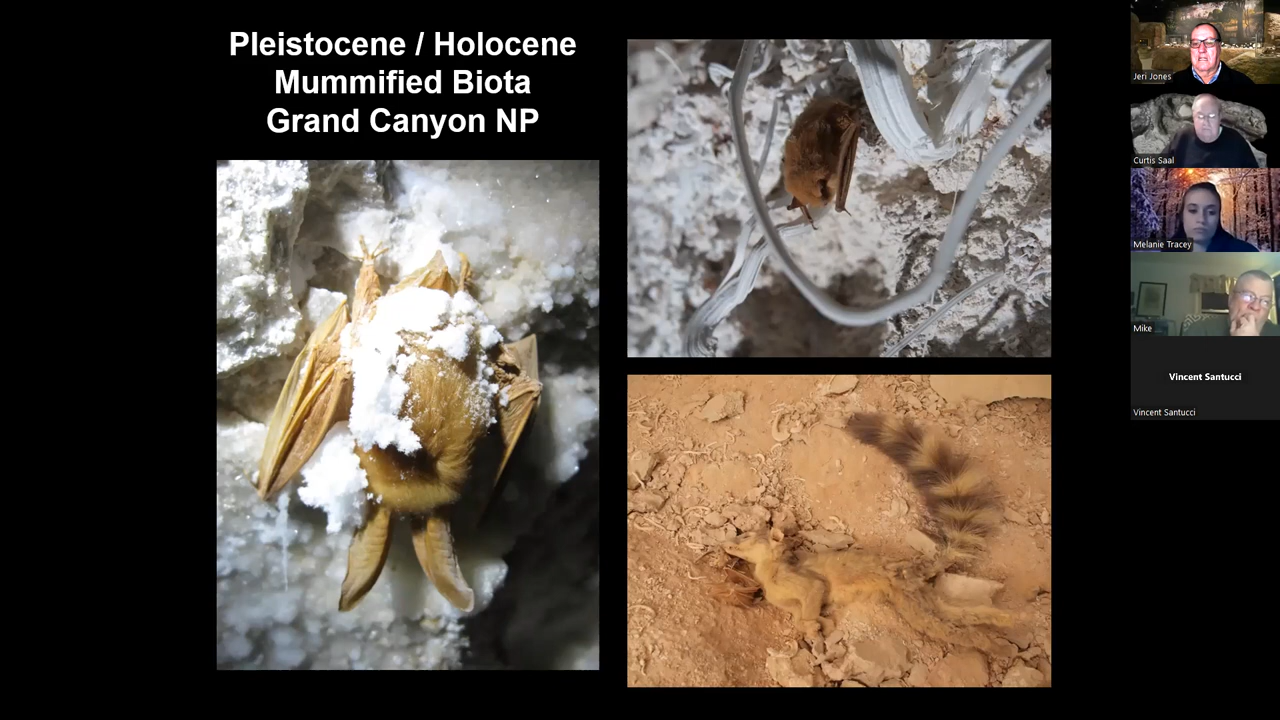 Pleistocene / Holocene
Mummified Biota
Grand Canyon NP
Jeri Jones
Curtis Saal
Melanie Tracey
Mike
Vincent Santucci
Vincent Santucci